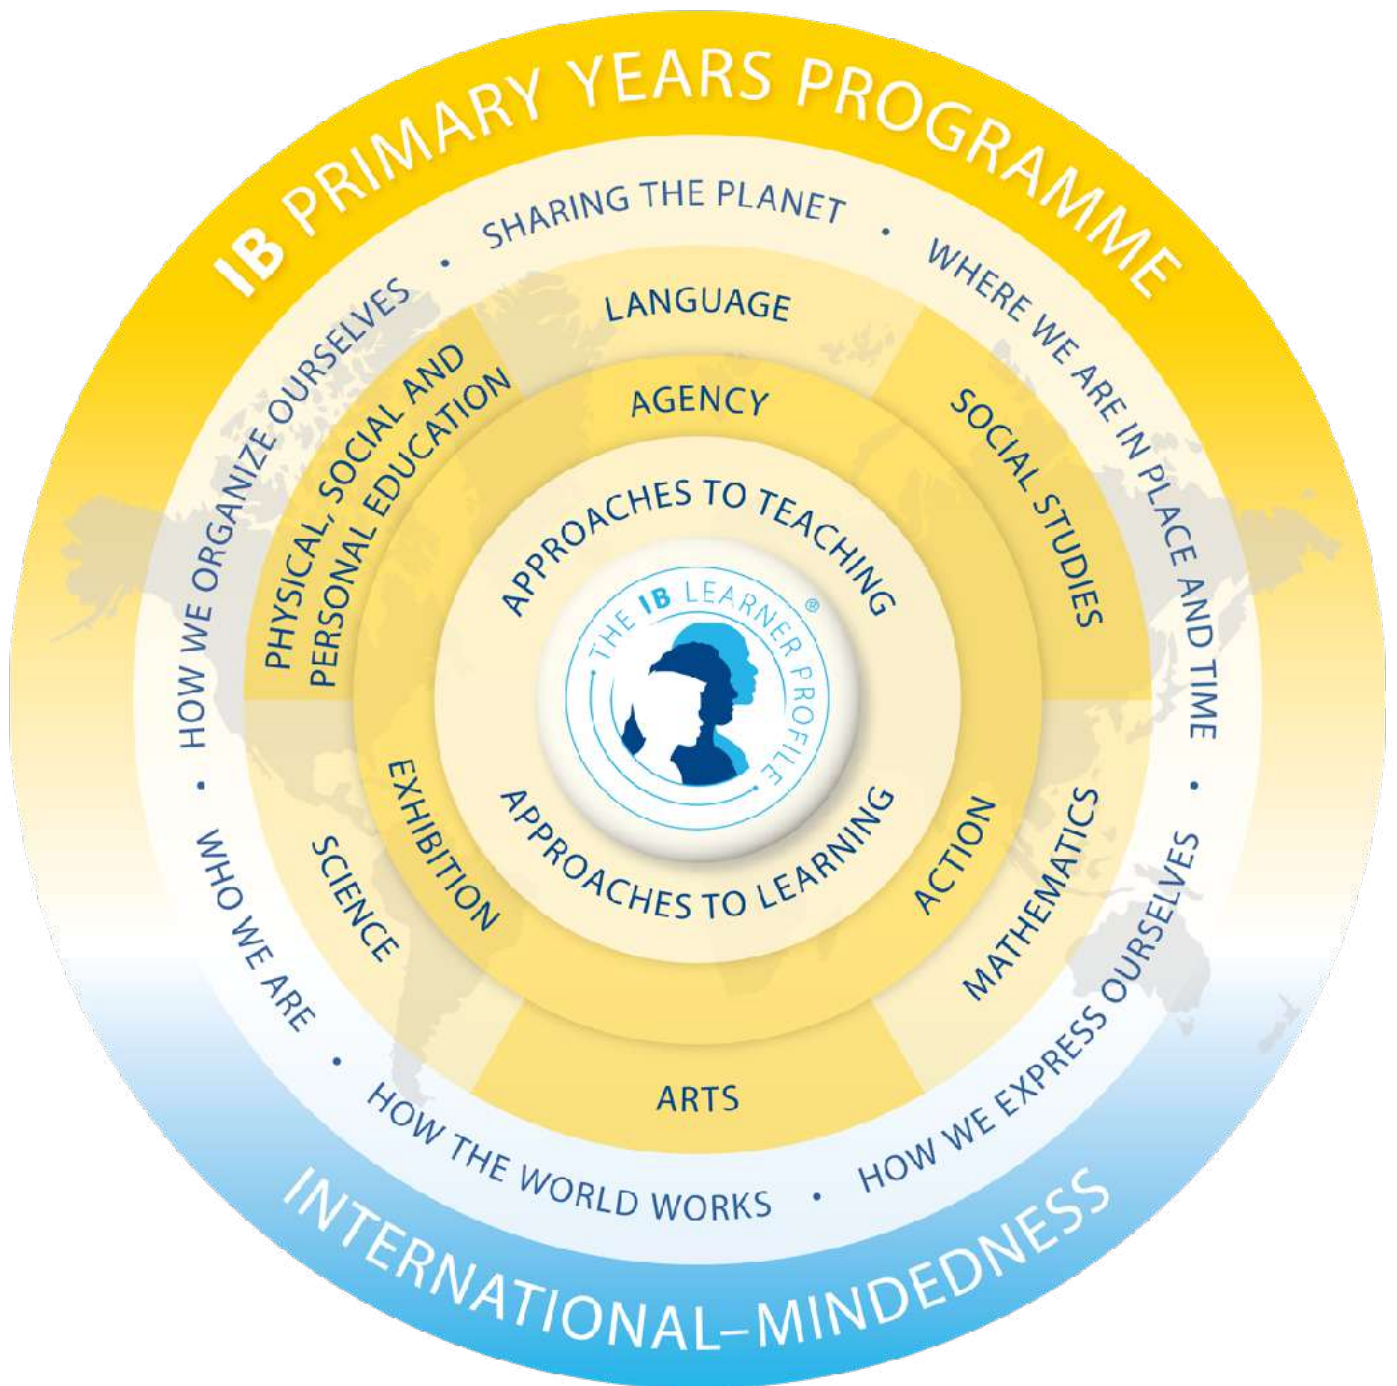 IB PRIMARY YEARS PROGRAMME
SHARING THE PLANET
•
WHERE WE ARE IN PLACE AND TIME
•
HOW WE EXPRESS OURSELVES
•
HOW THE WORLD WORKS
•
WHO WE ARE
•
HOW WE ORGANIZE OURSELVES
•
LANGUAGE
SOCIAL STUDIES
MATHEMATICS
ARTS
SCIENCE
PHYSICAL, SOCIAL AND
PERSONAL EDUCATION
AGENCY
ACTION
EXHIBITION
APPROACHES TO TEACHING
APPROACHES TO LEARNING
• THE IB LEARNER PROFILE •
®
INTERNATIONAL–MINDEDNESS